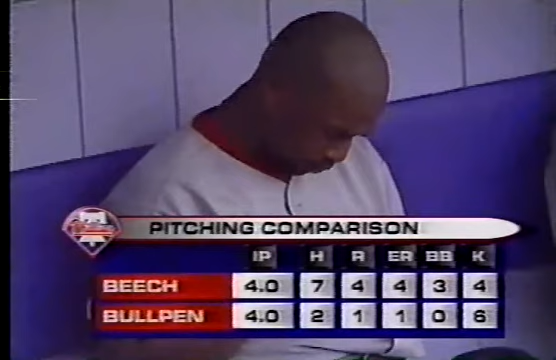 PITCHING COMPARISON
IP H R ER BB K
BEECH 4.0 7 4 4 3 4
BULLPEN 4.0 2 1 1 0 6